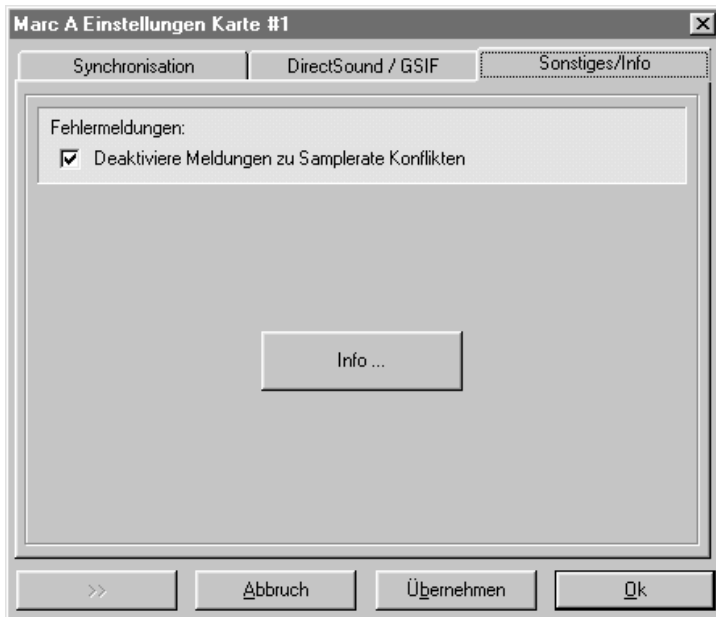 Marc A Einstellungen Karte #1
Synchronisation
DirectSound / GSIF
Sonstiges/Info
Fehlermeldungen:
Deaktiviere Meldungen zu Samplerate Konflikten
Info ...
>>
Abbruch
Übernehmen
Ok